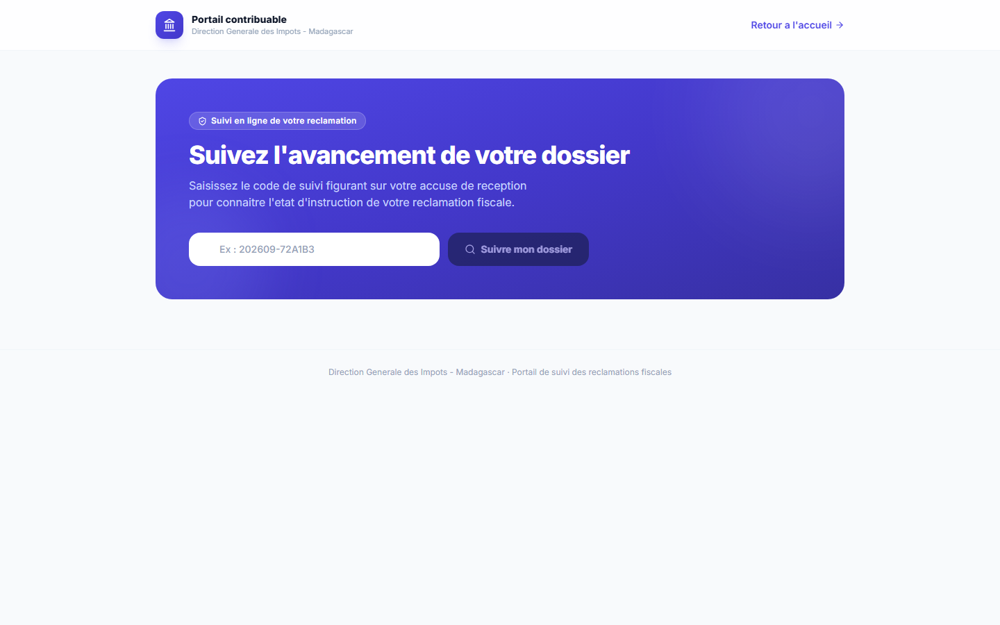 Portail contribuable
Direction Generale des Impots - Madagascar
Retour a l'accueil
Suivi en ligne de votre reclamation
Suivez l'avancement de votre dossier
Saisissez le code de suivi figurant sur votre accuse de reception
pour connaitre l'etat d'instruction de votre reclamation fiscale.
Ex : 202609-72A1B3
Suivre mon dossier
Direction Generale des Impots - Madagascar · Portail de suivi des reclamations fiscales